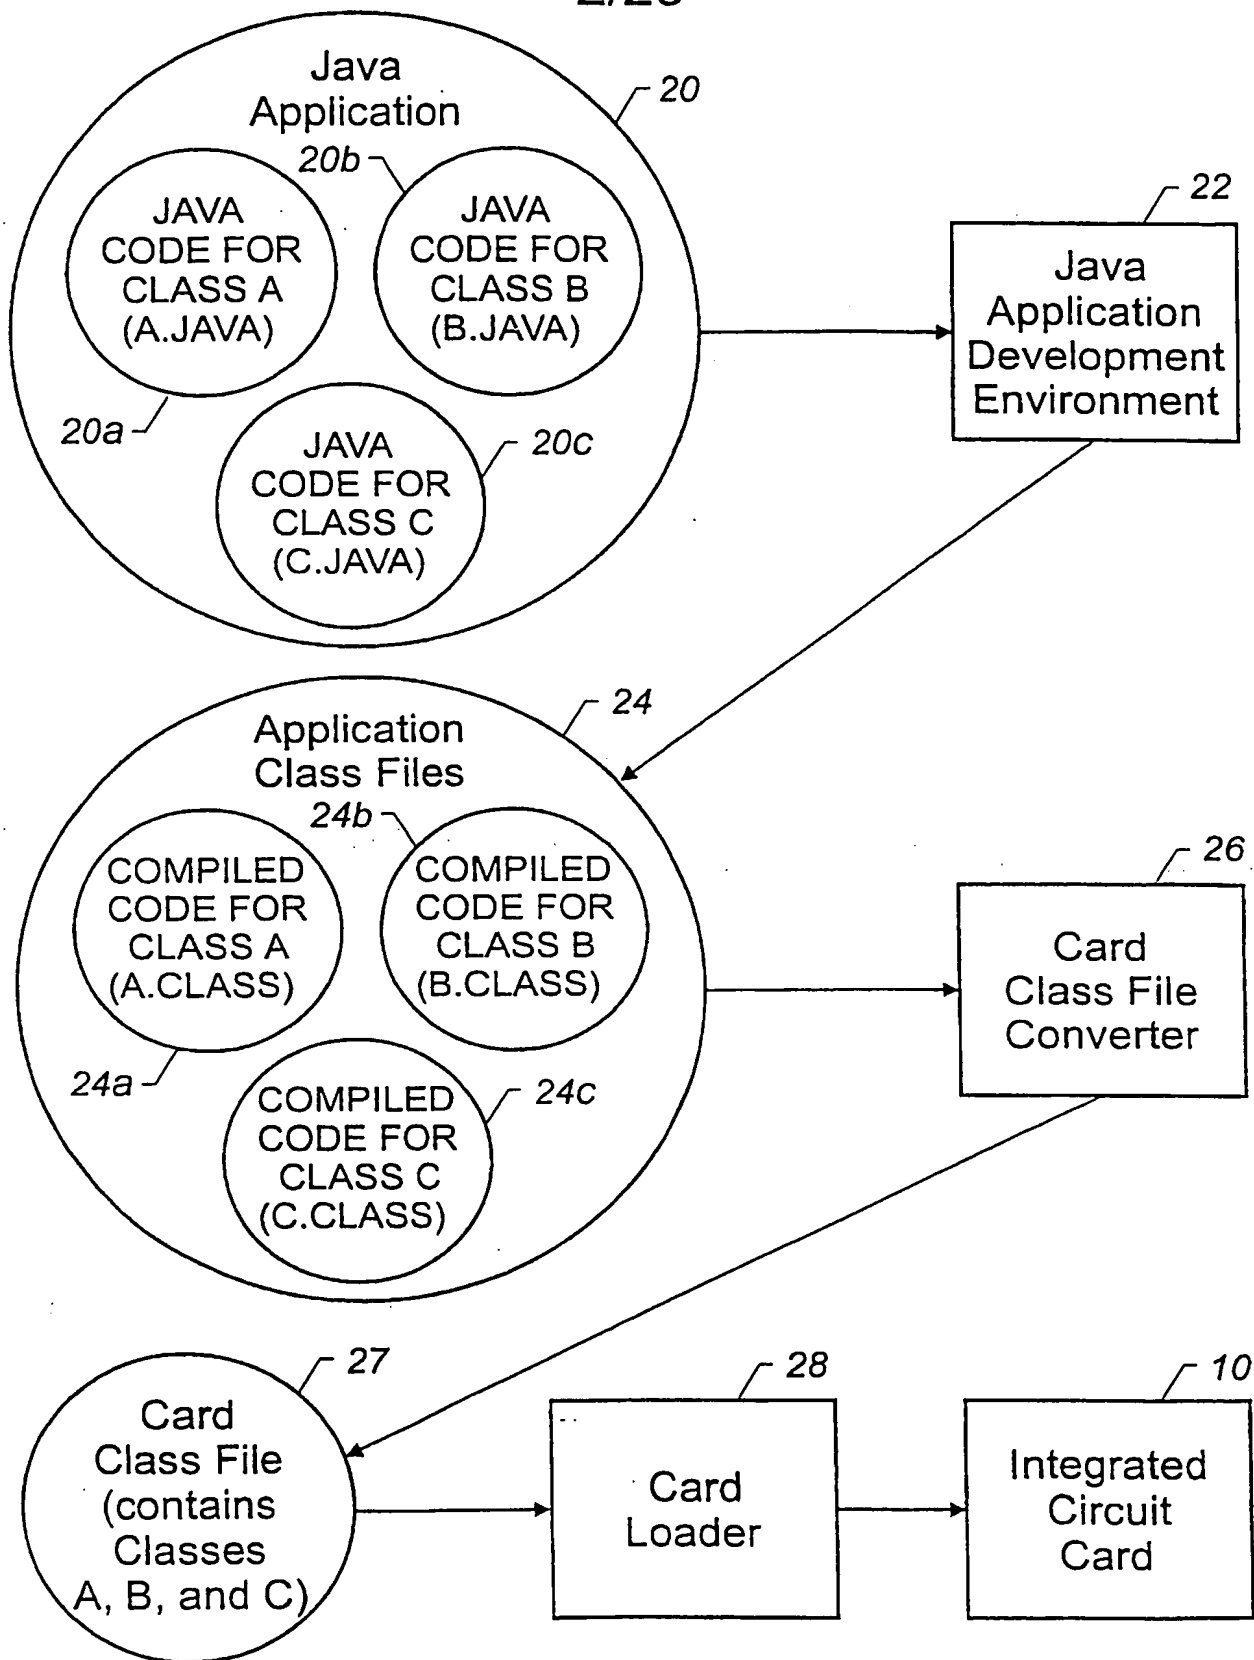 Java
Application
20
20b
JAVA
CODE FOR
CLASS A
(A.JAVA)
JAVA
CODE FOR
CLASS B
(B.JAVA)
20a
JAVA
CODE FOR
CLASS C
(C.JAVA)
20c
22
Java
Application
Development
Environment
24
Application
Class Files
24b
COMPILED
CODE FOR
CLASS A
(A.CLASS)
COMPILED
CODE FOR
CLASS B
(B.CLASS)
24a
COMPILED
CODE FOR
CLASS C
(C.CLASS)
24c
26
Card
Class File
Converter
27
Card
Class File
(contains
Classes
A, B, and C)
28
Card
Loader
10
Integrated
Circuit
Card